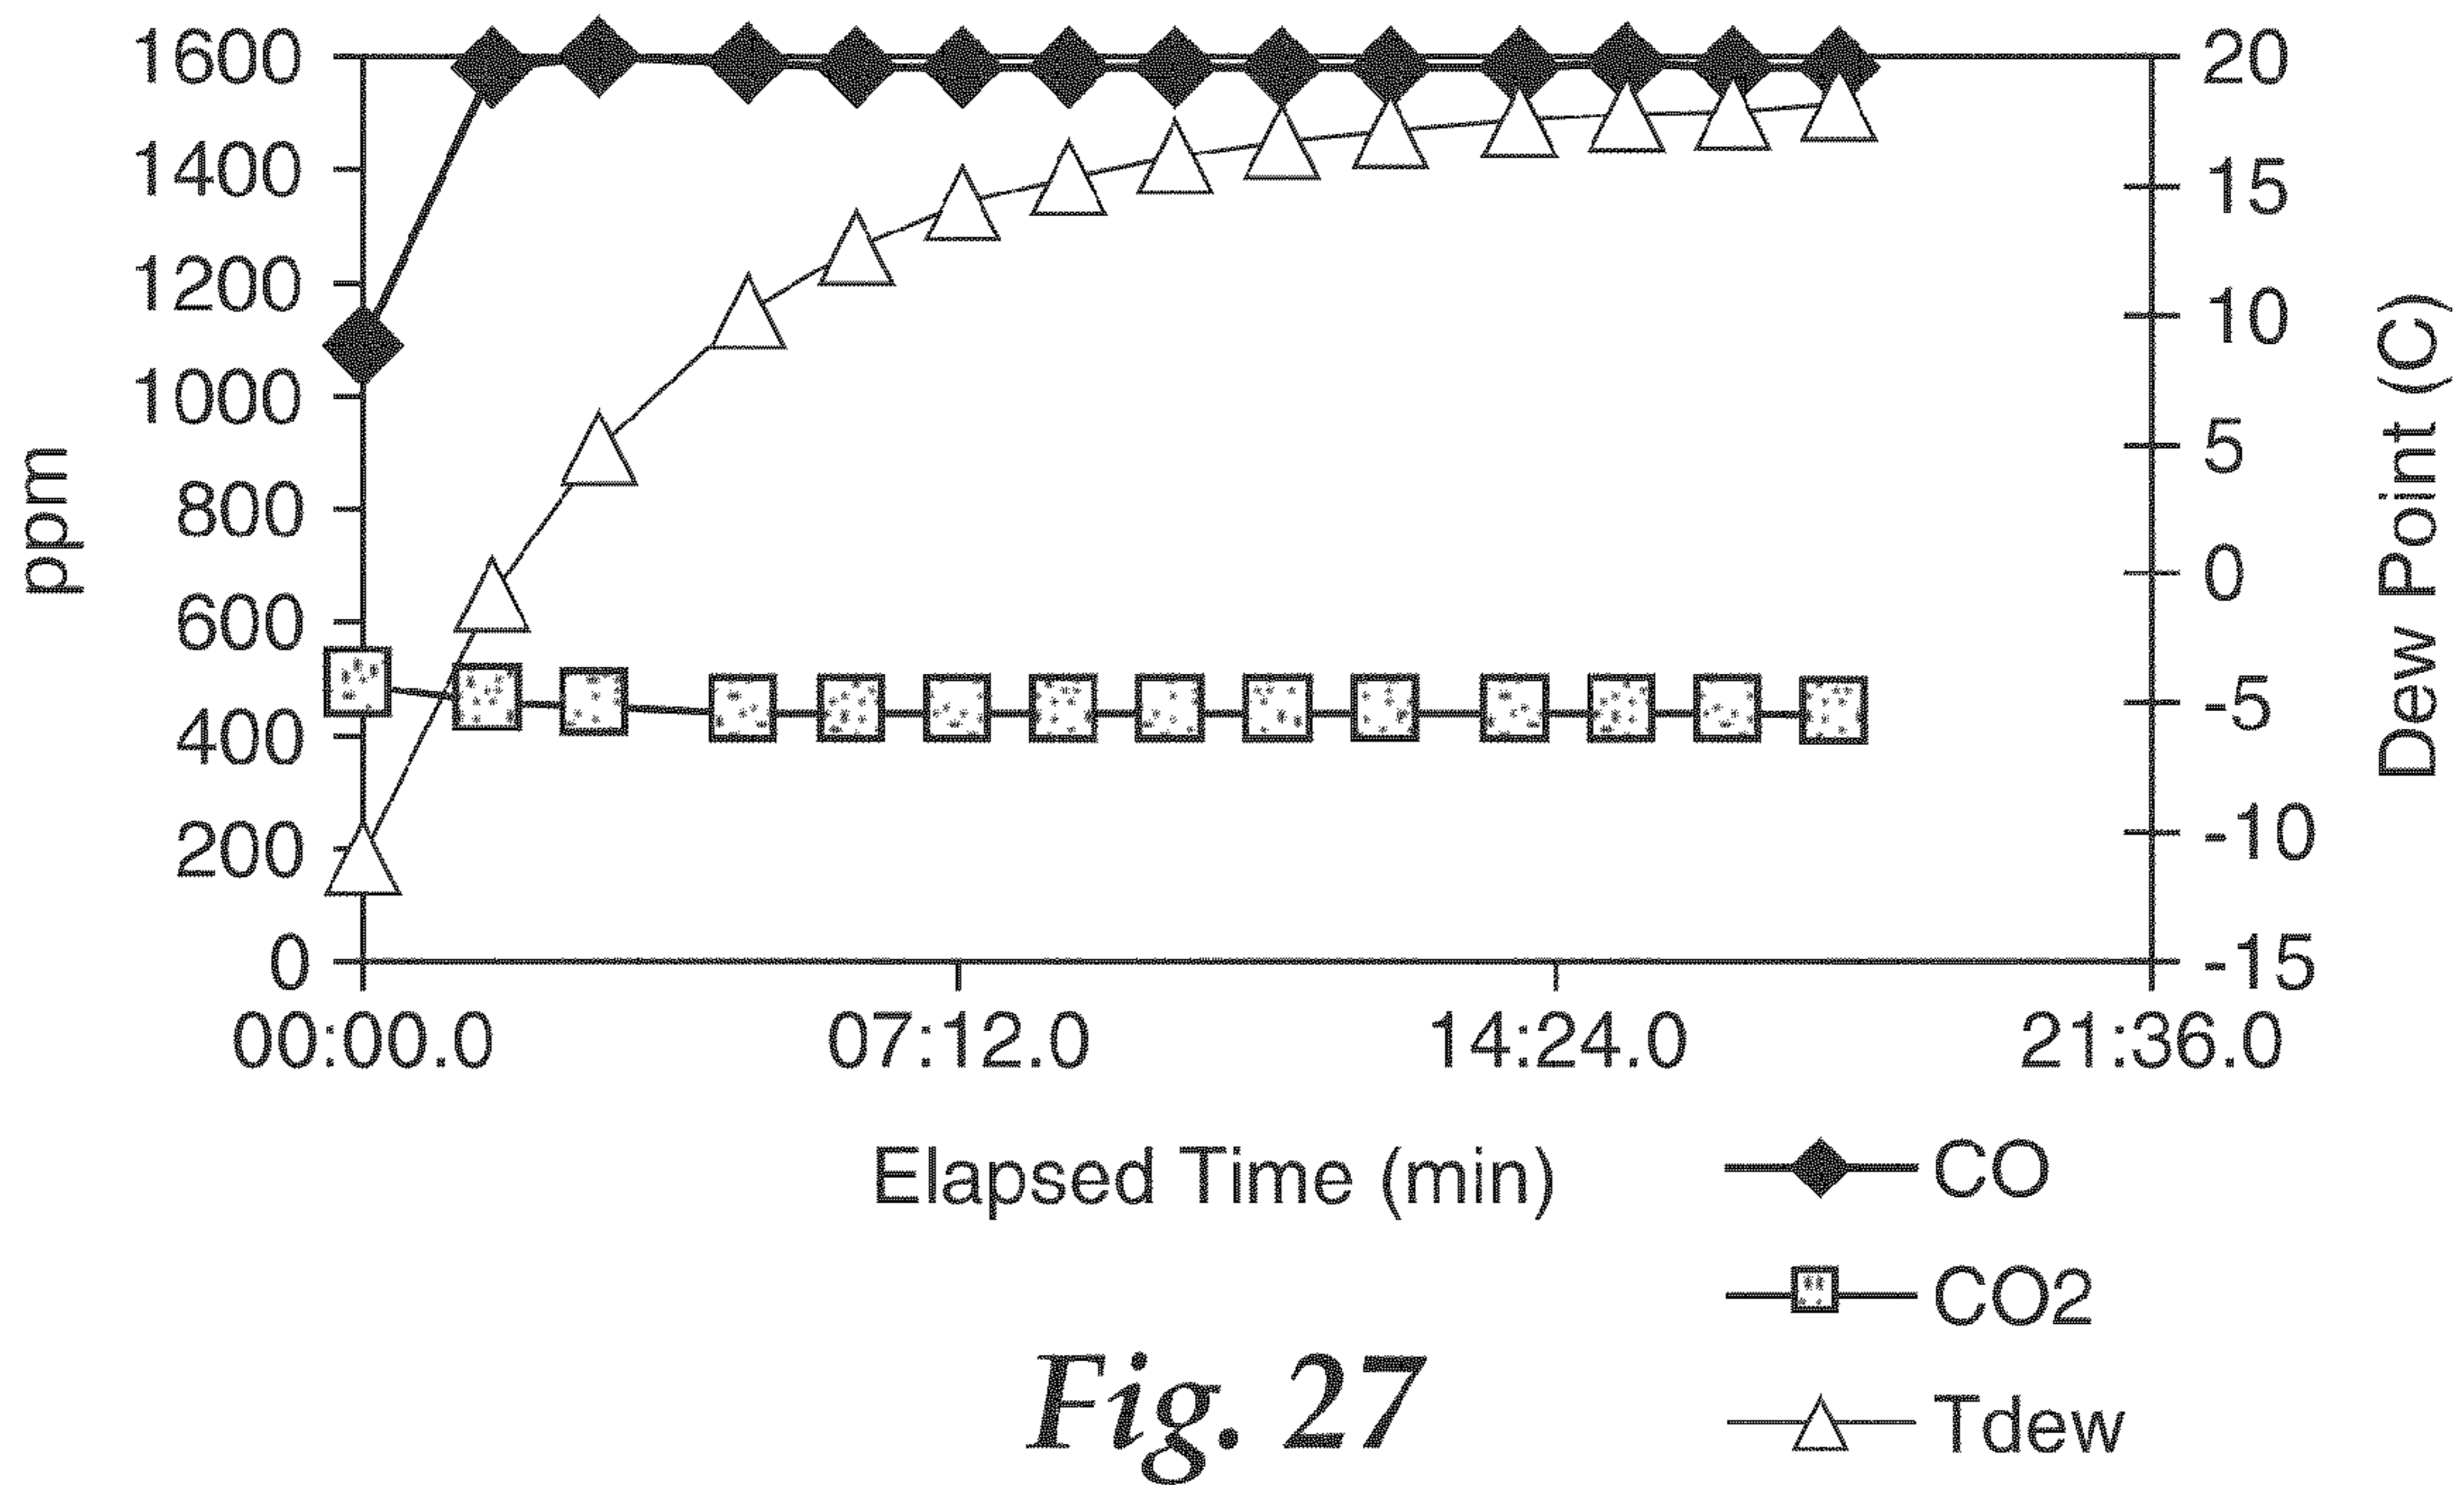 1600
1400
1200
1000
800
600
400
200
0
ppm
20
15
10
5
0
-5
-10
-15
Dew Point (C)
00:00.0 07:12.0 14:24.0 21:36.0
Elapsed Time (min)
CO
CO2
Tdew
Fig. 27